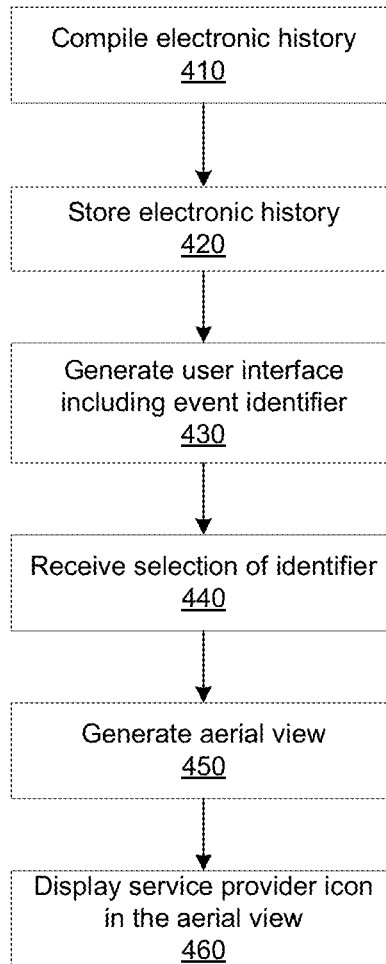 Compile electronic history
410
Store electronic history
420
Generate user interface
including event identifier
430
Receive selection of identifier
440
Generate aerial view
450
Display service provider icon
in the aerial view
460